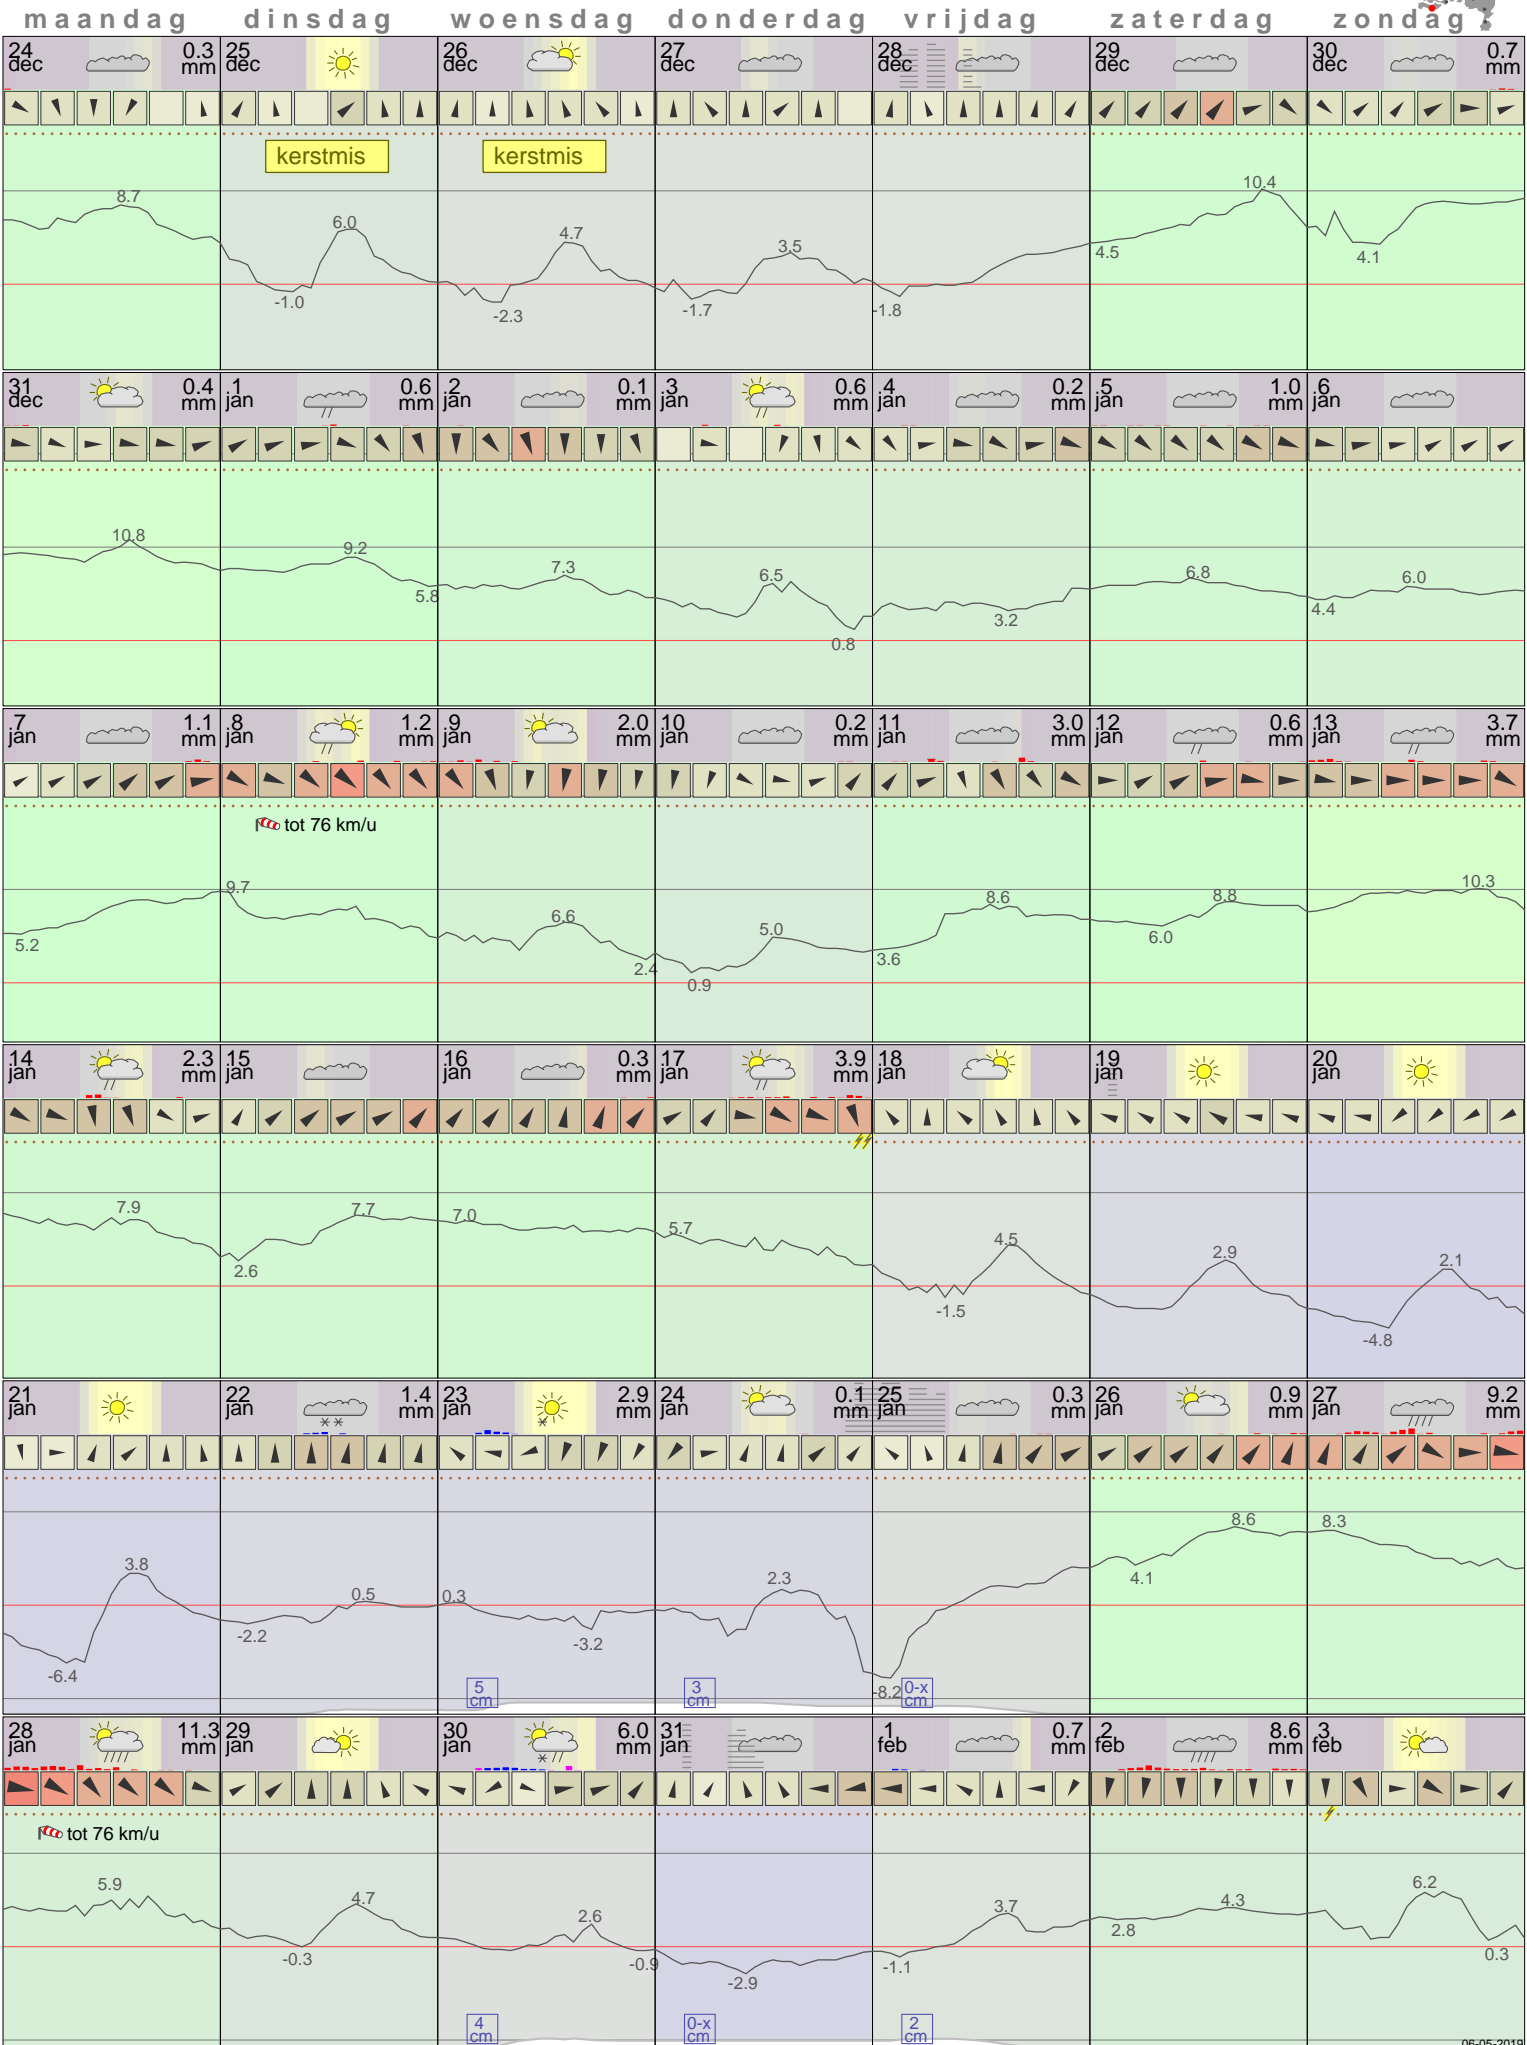 maandag dinsdag woensdag donderdag vrijdag zaterdag zondag
24 dec 0.3 mm 25 dec 26 dec 27 dec 28 dec 29 dec 30 dec 0.7 mm
kerstmis kerstmis
8.7 -1.0 6.0 -2.3 4.7 -1.7 3.5 -1.8 4.5 10.4 4.1
31 dec 0.4 mm 1 jan 0.6 mm 2 jan 0.1 mm 3 jan 0.6 mm 4 jan 0.2 mm 5 jan 1.0 mm 6 jan
10.8 9.2 5.8 7.3 6.5 0.8 3.2 6.8 4.4 6.0
7 jan 1.1 mm 8 jan 1.2 mm 9 jan 2.0 mm 10 jan 0.2 mm 11 jan 3.0 mm 12 jan 0.6 mm 13 jan 3.7 mm
tot 76 km/u
5.2 9.7 6.6 2.4 0.9 5.0 3.6 8.6 6.0 8.8 10.3
14 jan 2.3 mm 15 jan 16 jan 0.3 mm 17 jan 3.9 mm 18 jan 19 jan 20 jan
7.9 2.6 7.7 7.0 5.7 -1.5 4.5 2.9 -4.8 2.1
21 jan 22 jan 1.4 mm 23 jan 2.9 mm 24 jan 0.1 mm 25 jan 0.3 mm 26 jan 0.9 mm 27 jan 9.2 mm
-6.4 3.8 -2.2 0.5 0.3 -3.2 2.3 -8.2 4.1 8.6 8.3
5 cm 3 cm 0-x cm
28 jan 11.3 mm 29 jan 30 jan 6.0 mm 31 jan 1 feb 0.7 mm 2 feb 8.6 mm 3 feb
tot 76 km/u
5.9 -0.3 4.7 2.6 -0.9 -2.9 -1.1 3.7 2.8 4.3 6.2 0.3
4 cm 0-x cm 2 cm
06-05-2019